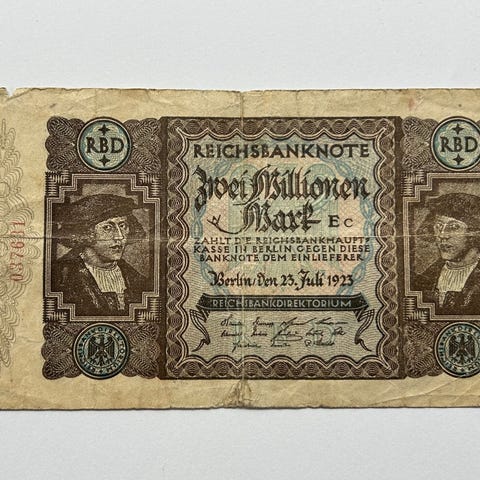 RBD
REICHSBANKNOTE
RBD
Zwei Millionen
Mark
N EC
ZAHLT DIE REICHSBANKHAUPT-
KASSE IN BERLIN GEGEN DIESE
BANKNOTE DEM EINLIEFERER
Berlin, den 23. Juli 1923
REICHSBANKDIREKTORIUM
037631